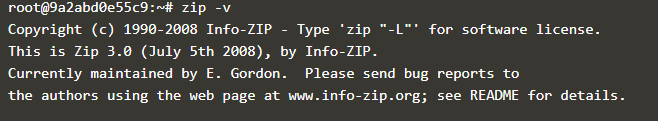 root@9a2abd0e55c9:~# zip -v
Copyright (c) 1990-2008 Info-ZIP - Type 'zip "-L"' for software license.
This is Zip 3.0 (July 5th 2008), by Info-ZIP.
Currently maintained by E. Gordon.  Please send bug reports to
the authors using the web page at www.info-zip.org; see README for details.